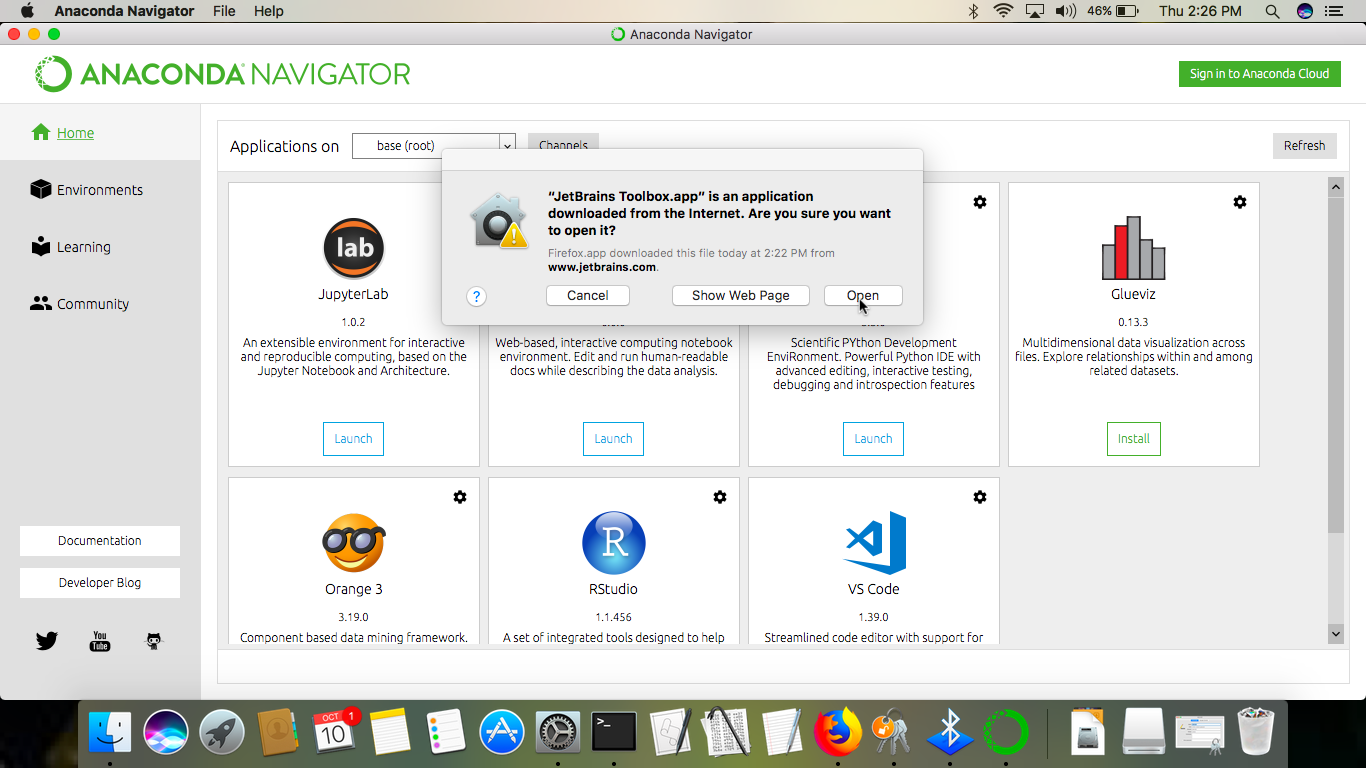 Anaconda Navigator File Help 46% Thu 2:26 PM
Anaconda Navigator
ANACONDA NAVIGATOR
Sign in to Anaconda Cloud
Home
Environments
Learning
Community
Documentation
Developer Blog
You
Tube
Applications on base (root) Channels Refresh
“JetBrains Toolbox.app” is an application
downloaded from the Internet. Are you sure you want
to open it?
Firefox.app downloaded this file today at 2:22 PM from
www.jetbrains.com.
? Cancel Show Web Page Open
lab
JupyterLab
1.0.2
An extensible environment for interactive
and reproducible computing, based on the
Jupyter Notebook and Architecture.
Launch
Web-based, interactive computing notebook
environment. Edit and run human-readable
docs while describing the data analysis.
Launch
Scientific PYthon Development
EnviRonment. Powerful Python IDE with
advanced editing, interactive testing,
debugging and introspection features
Launch
Glueviz
0.13.3
Multidimensional data visualization across
files. Explore relationships within and among
related datasets.
Install
Orange 3
3.19.0
Component based data mining framework.
R
RStudio
1.1.456
A set of integrated tools designed to help
VS Code
1.39.0
Streamlined code editor with support for
OCT 1
10
>_